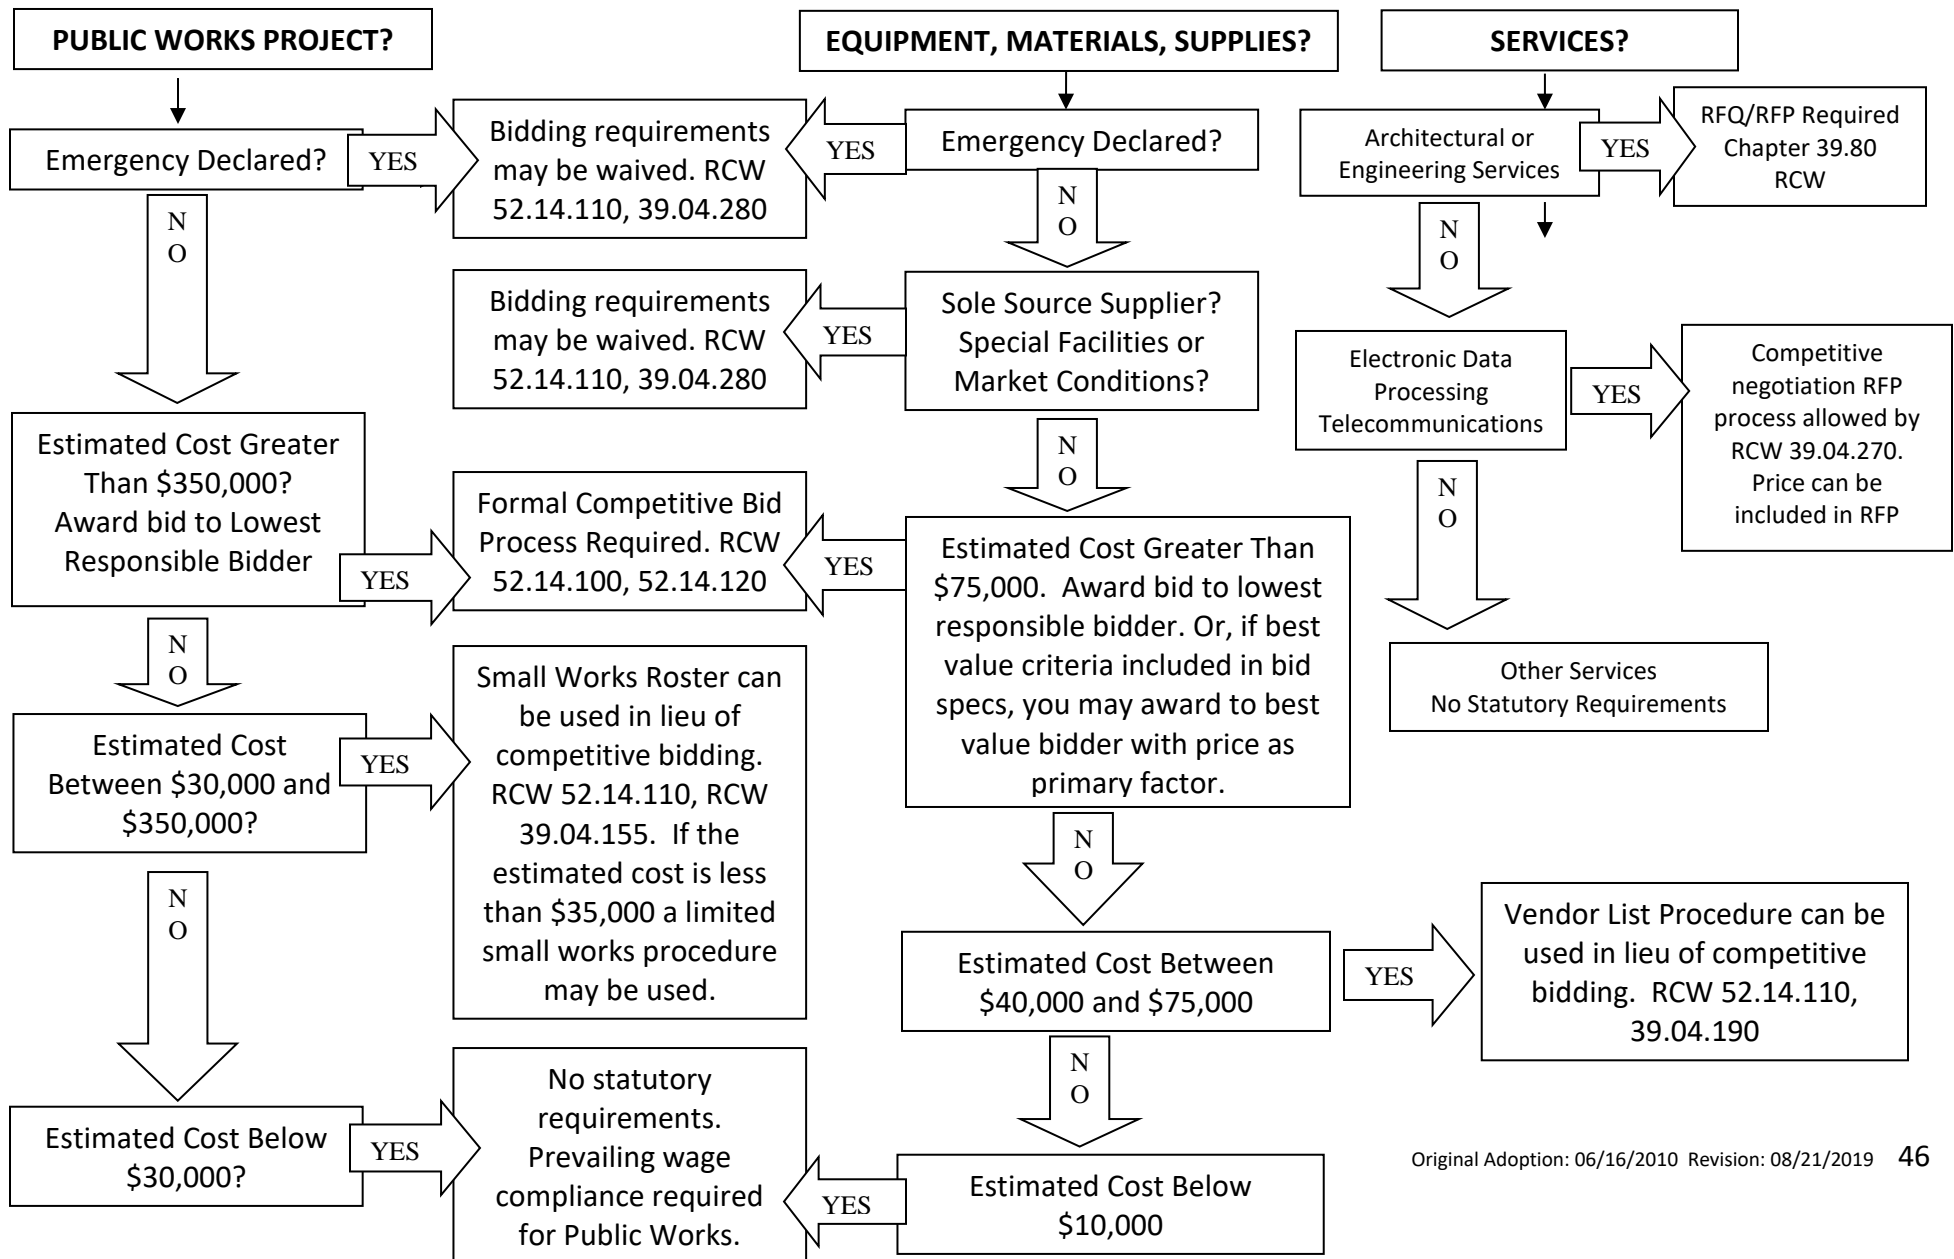 PUBLIC WORKS PROJECT?
Emergency Declared?
YES
Bidding requirements
may be waived. RCW
52.14.110, 39.04.280
N
O
Estimated Cost Greater
Than $350,000?
Award bid to Lowest
Responsible Bidder
YES
Formal Competitive Bid
Process Required. RCW
52.14.100, 52.14.120
N
O
Estimated Cost
Between $30,000 and
$350,000?
YES
Small Works Roster can
be used in lieu of
competitive bidding.
RCW 52.14.110, RCW
39.04.155. If the
estimated cost is less
than $35,000 a limited
small works procedure
may be used.
N
O
Estimated Cost Below
$30,000?
YES
No statutory
requirements.
Prevailing wage
compliance required
for Public Works.
EQUIPMENT, MATERIALS, SUPPLIES?
Emergency Declared?
YES
N
O
Sole Source Supplier?
Special Facilities or
Market Conditions?
YES
Bidding requirements
may be waived. RCW
52.14.110, 39.04.280
N
O
Estimated Cost Greater Than
$75,000. Award bid to lowest
responsible bidder. Or, if best
value criteria included in bid
specs, you may award to best
value bidder with price as
primary factor.
YES
N
O
Estimated Cost Between
$40,000 and $75,000
YES
Vendor List Procedure can be
used in lieu of competitive
bidding. RCW 52.14.110,
39.04.190
N
O
Estimated Cost Below
$10,000
YES
SERVICES?
Architectural or
Engineering Services
YES
RFQ/RFP Required
Chapter 39.80
RCW
N
O
Electronic Data
Processing
Telecommunications
YES
Competitive
negotiation RFP
process allowed by
RCW 39.04.270.
Price can be
included in RFP
N
O
Other Services
No Statutory Requirements
Original Adoption: 06/16/2010 Revision: 08/21/2019 46